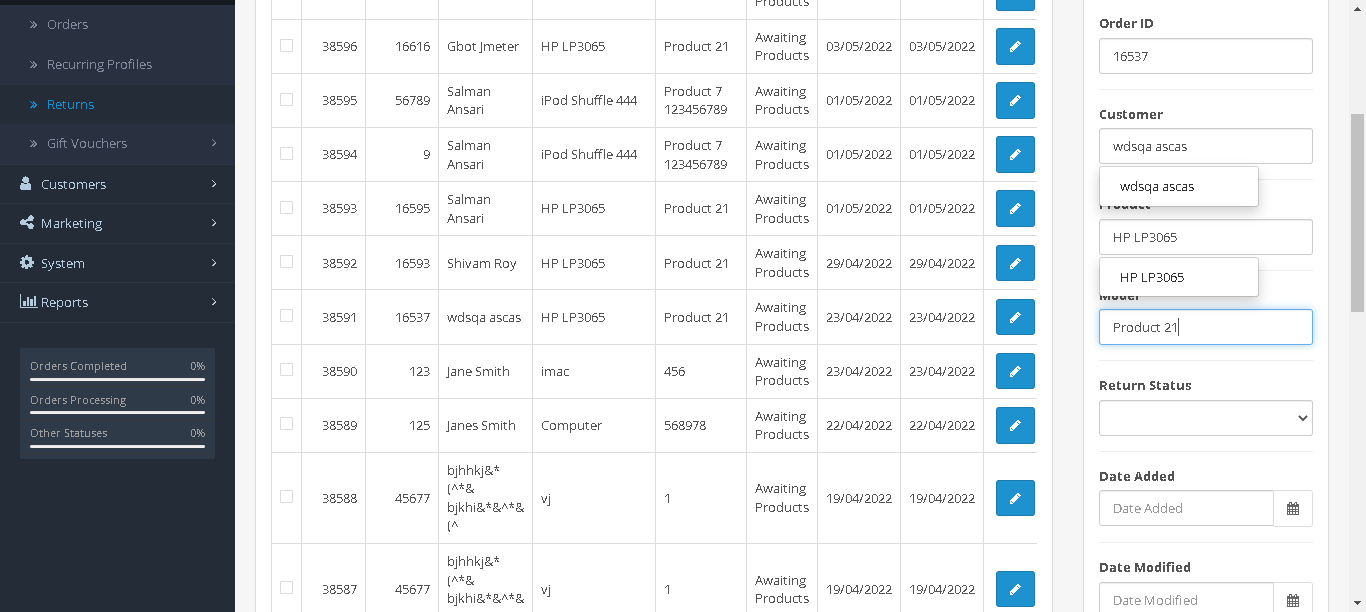 Orders
Recurring Profiles
Returns
Gift Vouchers
Customers
Marketing
System
Reports
Orders Completed 0%
Orders Processing 0%
Other Statuses 0%
Products
38596 16616 Gbot Jmeter HP LP3065 Product 21 Awaiting Products 03/05/2022 03/05/2022
38595 56789 Salman Ansari iPod Shuffle 444 Product 7 123456789 Awaiting Products 01/05/2022 01/05/2022
38594 9 Salman Ansari iPod Shuffle 444 Product 7 123456789 Awaiting Products 01/05/2022 01/05/2022
38593 16595 Salman Ansari HP LP3065 Product 21 Awaiting Products 01/05/2022 01/05/2022
38592 16593 Shivam Roy HP LP3065 Product 21 Awaiting Products 29/04/2022 29/04/2022
38591 16537 wdsqa ascas HP LP3065 Product 21 Awaiting Products 23/04/2022 23/04/2022
38590 123 Jane Smith imac 456 Awaiting Products 23/04/2022 23/04/2022
38589 125 Janes Smith Computer 568978 Awaiting Products 22/04/2022 22/04/2022
38588 45677 bjhhkj&*(^*&bjkhi&*&^*&(^ vj 1 Awaiting Products 19/04/2022 19/04/2022
38587 45677 bjhhkj&*(^*&bjkhi&*&^*& vj 1 Awaiting Products 19/04/2022 19/04/2022
Order ID
16537
Customer
wdsqa ascas
wdsqa ascas
Product
HP LP3065
HP LP3065
Model
Product 21
Return Status
Date Added
Date Added
Date Modified
Date Modified